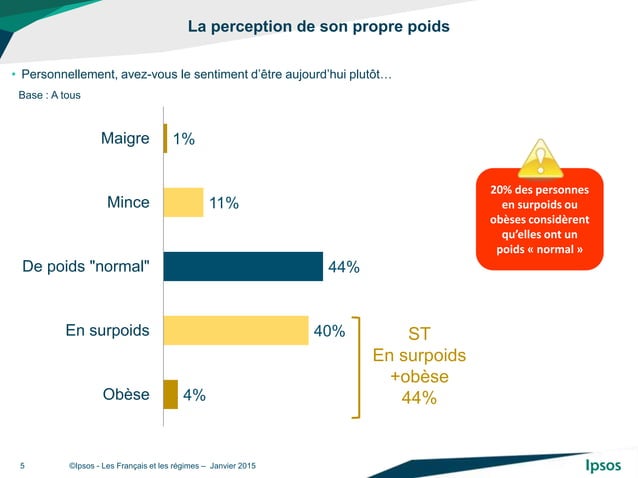 La perception de son propre poids
• Personnellement, avez-vous le sentiment d’être aujourd’hui plutôt…
Base : A tous
Maigre 1%
Mince 11%
De poids "normal" 44%
En surpoids 40%
Obèse 4%
ST
En surpoids
+obèse
44%
20% des personnes
en surpoids ou
obèses considèrent
qu’elles ont un
poids « normal »
5 ©Ipsos - Les Français et les régimes – Janvier 2015
Ipsos